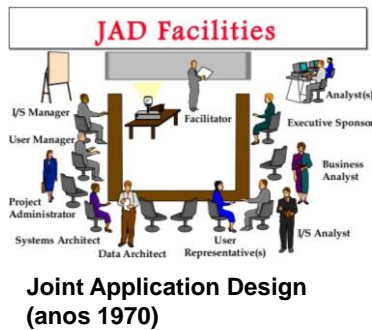 JAD Facilities
I/S Manager
User Manager
Project
Administrator
Systems Architect
Data Architect
Facilitator
User
Representative(s)
Analyst(s)
Executive Sponsor
Business
Analyst
I/S Analyst
Joint Application Design
(anos 1970)